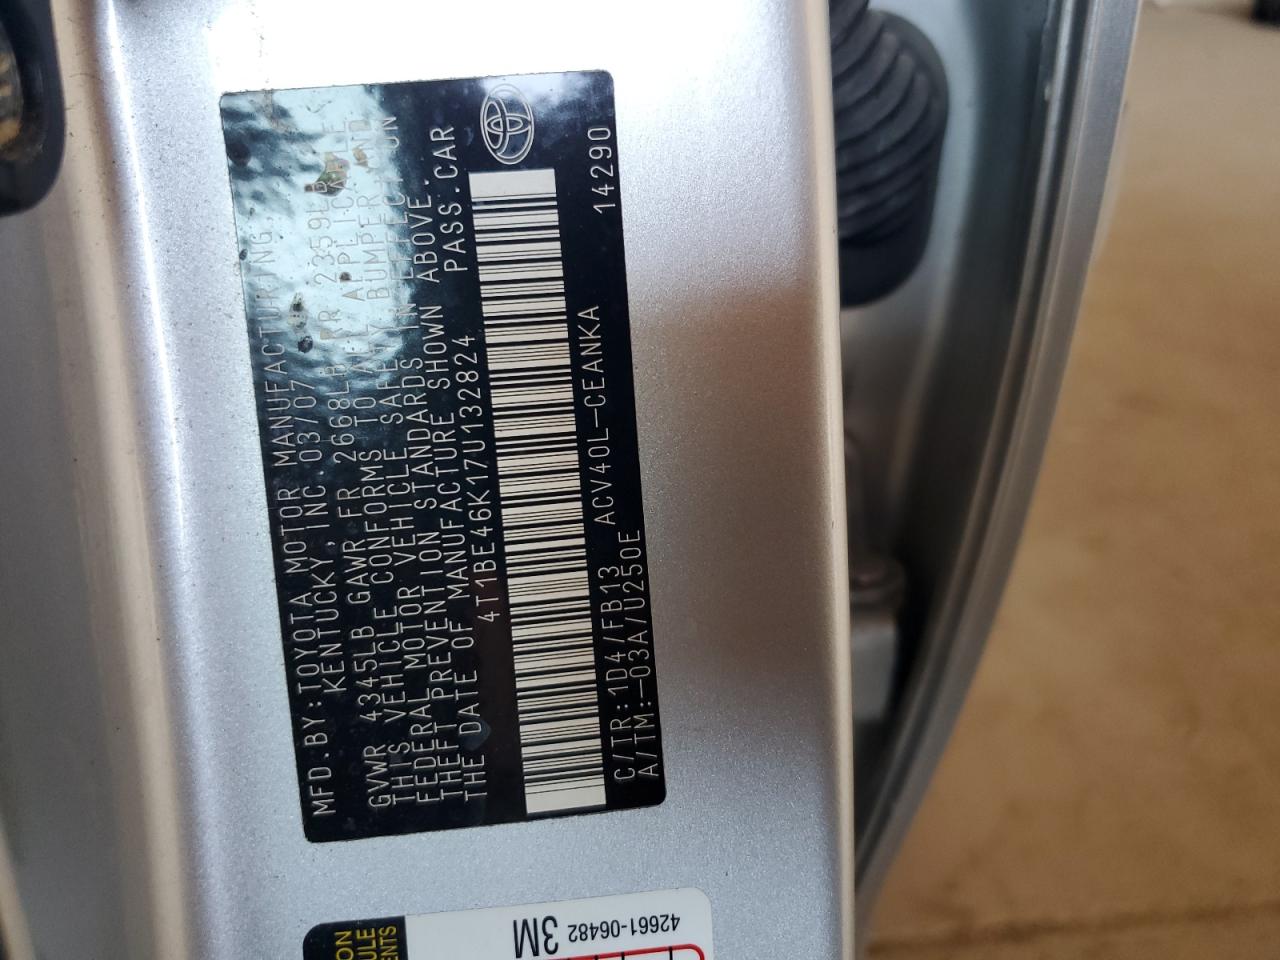 MFD.BY:TOYOTA MOTOR MANUFACTURING,
KENTUCKY, INC. 03/07
GVWR 4345LB GAWR FR 2668LB RR 2359LB
THIS VEHICLE CONFORMS TO ALL APPLICABLE
FEDERAL MOTOR VEHICLE SAFETY, BUMPER, AND
THEFT PREVENTION STANDARDS IN EFFECT ON
THE DATE OF MANUFACTURE SHOWN ABOVE.
4T1BE46K17U132824 PASS.CAR
C/TR:1D4/FB13 ACV40L-CEANKA 14290
A/TM:-03A/U250E
42661-06482
3M